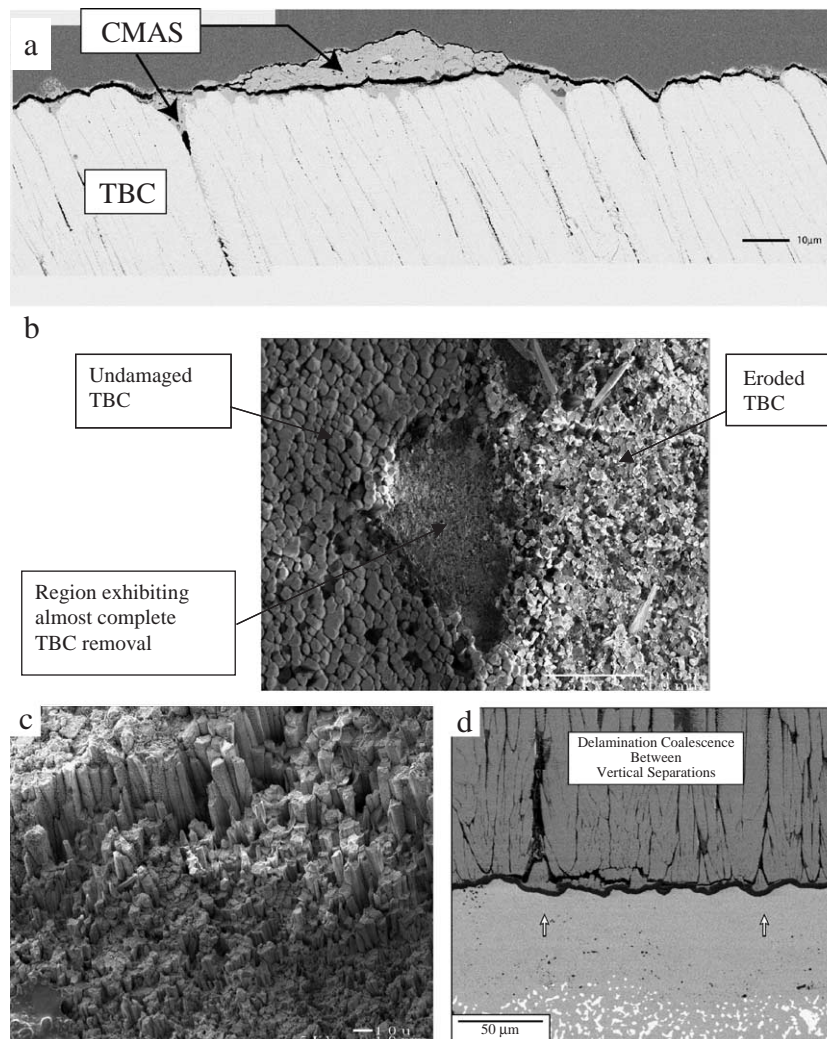 a
CMAS
TBC
10μm
b
Undamaged
TBC
Eroded
TBC
Region exhibiting
almost complete
TBC removal
c
10μ
d
Delamination Coalescence
Between
Vertical Separations
50 μm